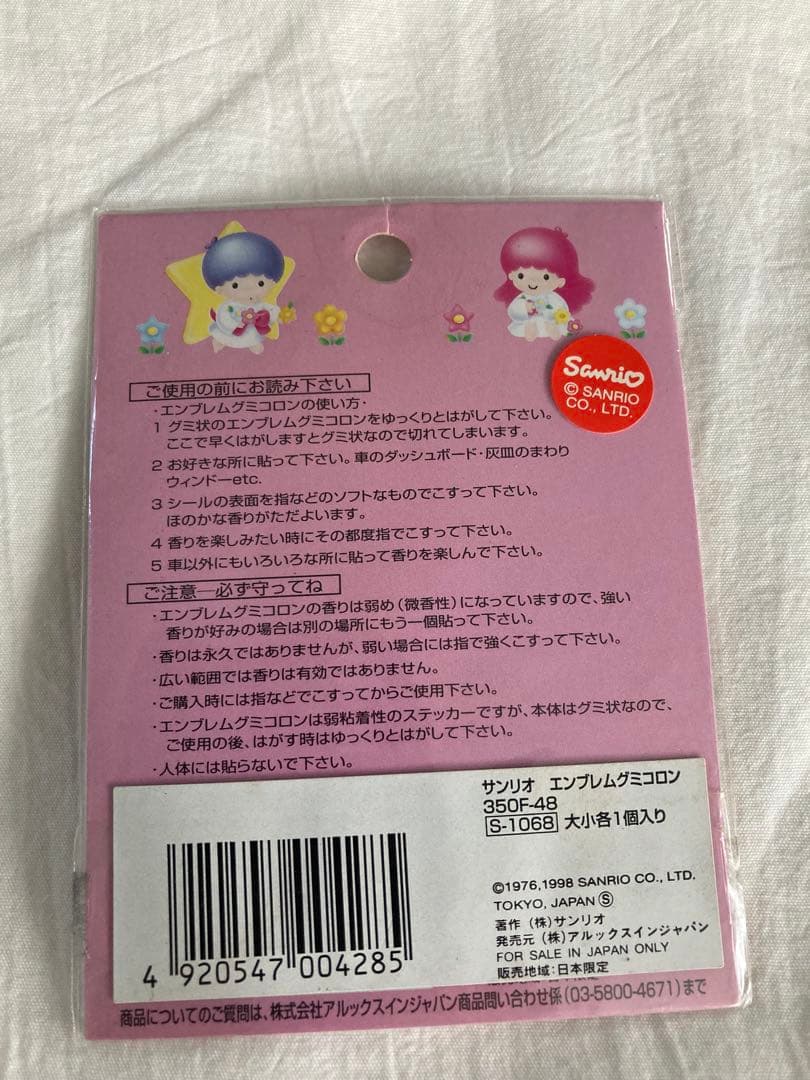 Sanrio
© SANRIO
CO., LTD.
ご使用の前にお読み下さい
・エンブレムグミコロンの使い方・
1 グミ状のエンブレムグミコロンをゆっくりとはがして下さい。
ここで早くはがしますとグミ状なので切れてしまいます。
2 お好きな所に貼って下さい。車のダッシュボード・灰皿のまわり
ウィンドーetc.
3 シールの表面を指などのソフトなものでこすって下さい。
ほのかな香りがただよいます。
4 香りを楽しみたい時にその都度指でこすって下さい。
5 車以外にもいろいろな所に貼って香りを楽しんで下さい。
ご注意―必ず守ってね
・エンブレムグミコロンの香りは弱め(微香性)になっていますので、強い
香りが好みの場合は別の場所にもう一個貼って下さい。
・香りは永久ではありませんが、弱い場合には指で強くこすって下さい。
・広い範囲では香りは有効ではありません。
・ご購入時には指などでこすってからご使用下さい。
・エンブレムグミコロンは弱粘着性のステッカーですが、本体はグミ状なので、
ご使用の後、はがす時はゆっくりとはがして下さい。
・人体には貼らないで下さい。
サンリオ エンブレムグミコロン
350F-48
S-1068 大小各1個入り
©1976,1998 SANRIO CO., LTD.
TOKYO, JAPAN Ⓢ
著作 (株)サンリオ
発売元 (株)アルックスインジャパン
FOR SALE IN JAPAN ONLY
販売地域:日本限定
4 920547 004285
商品についてのご質問は、株式会社アルックスインジャパン商品問い合わせ係(03-5800-4671)まで